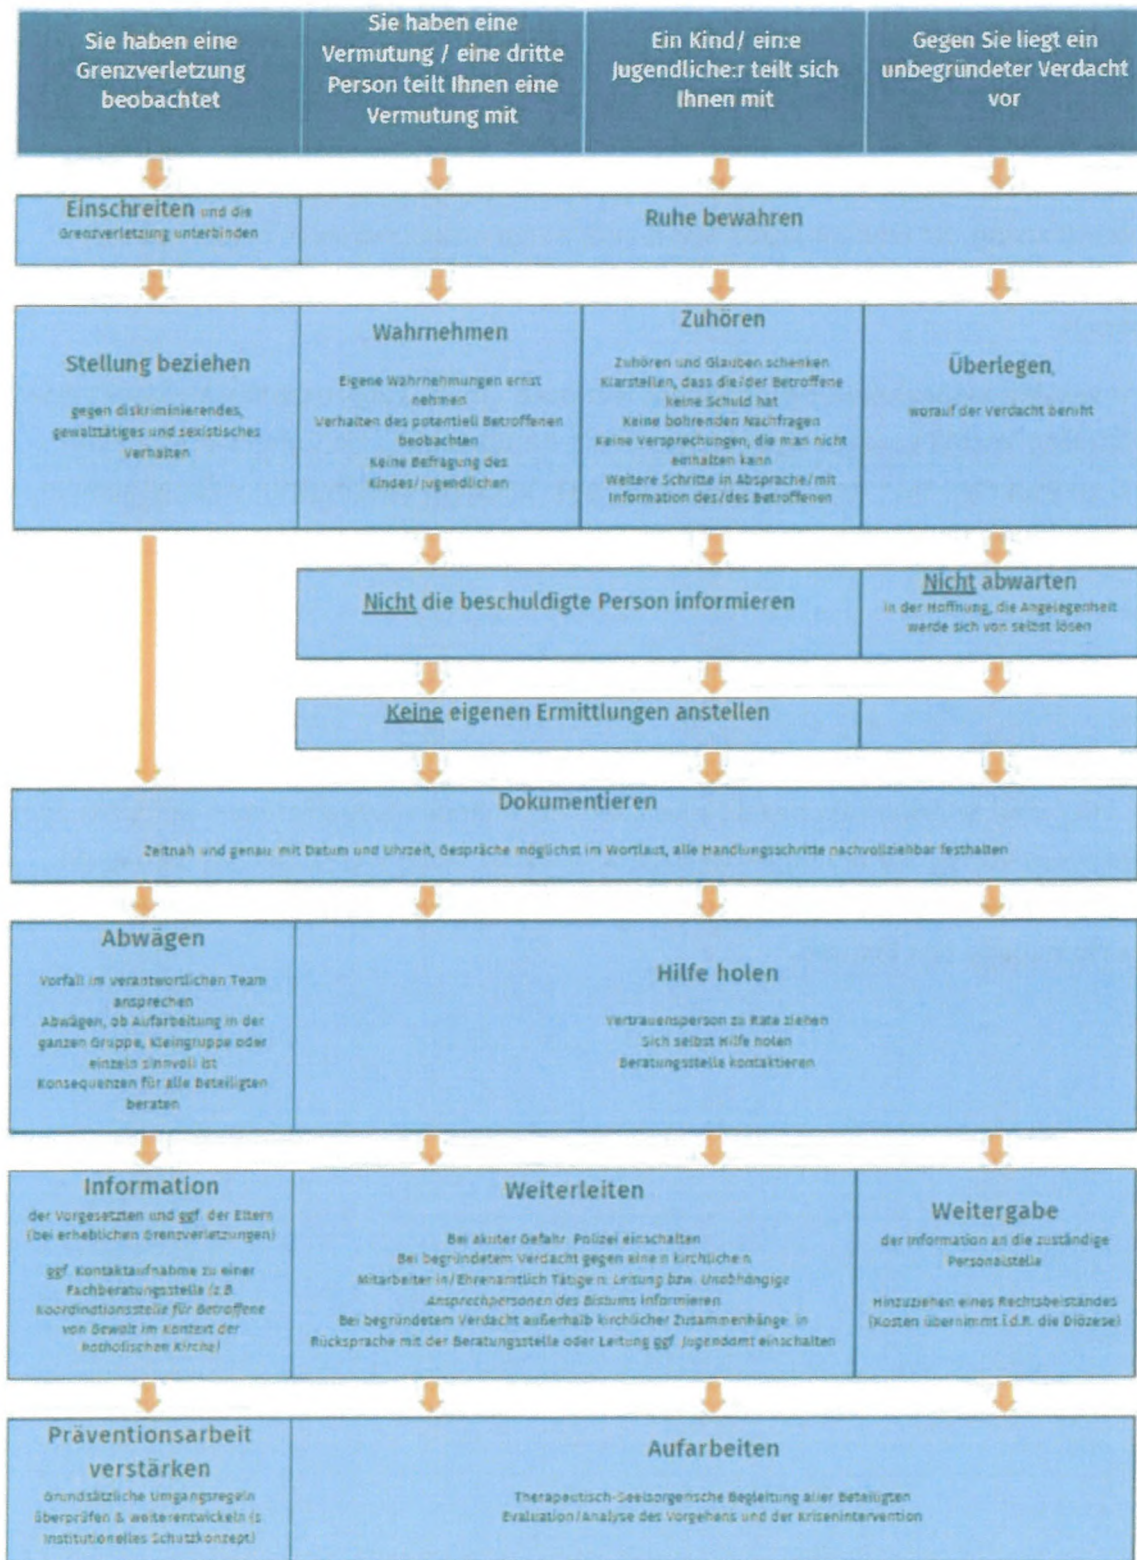 Sie haben eine
Grenzverletzung
beobachtet
Sie haben eine
Vermutung / eine dritte
Person teilt Ihnen eine
Vermutung mit
Ein Kind/ ein:e
Jugendliche:r teilt sich
Ihnen mit
Gegen Sie liegt ein
unbegründeter Verdacht
vor
Einschreiten und die
Grenzverletzung unterbinden
Ruhe bewahren
Stellung beziehen
gegen diskriminierendes,
gewalttätiges und sexistisches
Verhalten
Wahrnehmen
Eigene Wahrnehmungen ernst
nehmen
Verhalten des potentiell Betroffenen
beobachten
Keine Befragung des
Kindes/Jugendlichen
Zuhören
Zuhören und Glauben schenken
Klarstellen, dass die/der Betroffene
keine Schuld hat
Keine bohrenden Nachfragen
Keine Versprechungen, die man nicht
einhalten kann
Weitere Schritte in Absprache/mit
Information des/des Betroffenen
Überlegen,
worauf der Verdacht beruht
Nicht die beschuldigte Person informieren
Nicht abwarten
in der Hoffnung, die Angelegenheit
werde sich von selbst lösen
Keine eigenen Ermittlungen anstellen
Dokumentieren
Zeitnah und genau: mit Datum und Uhrzeit, Gespräche möglichst im Wortlaut, alle Handlungsschritte nachvollziehbar festhalten
Abwägen
Vorfall im verantwortlichen Team
ansprechen
Abwägen, ob Aufarbeitung in der
ganzen Gruppe, Kleingruppe oder
einzeln sinnvoll ist
Konsequenzen für alle Beteiligten
beraten
Hilfe holen
Vertrauensperson zu Rate ziehen
Sich selbst Hilfe holen
Beratungsstelle kontaktieren
Information
der Vorgesetzten und ggf. der Eltern
(bei erheblichen Grenzverletzungen)
ggf. Kontaktaufnahme zu einer
Fachberatungsstelle (z.B.
Koordinationsstelle für Betroffene
von Gewalt im Kontext der
katholischen Kirche)
Weiterleiten
Bei akuter Gefahr: Polizei einschalten
Bei begründetem Verdacht gegen eine:n kirchliche:n
Mitarbeiter:in/Ehrenamtlich Tätige:n: Leitung bzw. Unabhängige
Ansprechpersonen des Bistums informieren
Bei begründetem Verdacht außerhalb kirchlicher Zusammenhänge: in
Rücksprache mit der Beratungsstelle oder Leitung ggf. Jugendamt einschalten
Weitergabe
der Information an die zuständige
Personalstelle
Hinzuziehen eines Rechtsbeistandes
(Kosten übernimmt i.d.R. die Diözese)
Präventionsarbeit
verstärken
Grundsätzliche Umgangsregeln
überprüfen & weiterentwickeln (s.
Institutionelles Schutzkonzept)
Aufarbeiten
Therapeutisch-Seelsorgerische Begleitung aller Beteiligten
Evaluation/Analyse des Vorgehens und der Krisenintervention